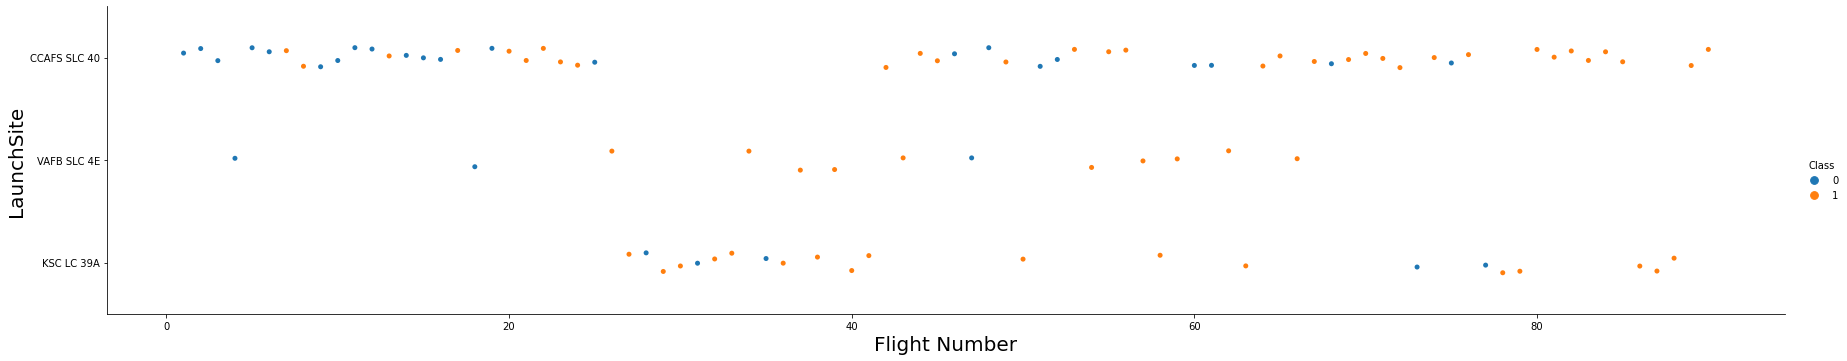 LaunchSite
CCAFS SLC 40
VAFB SLC 4E
KSC LC 39A
0
20
40
60
80
Flight Number
Class
0
1